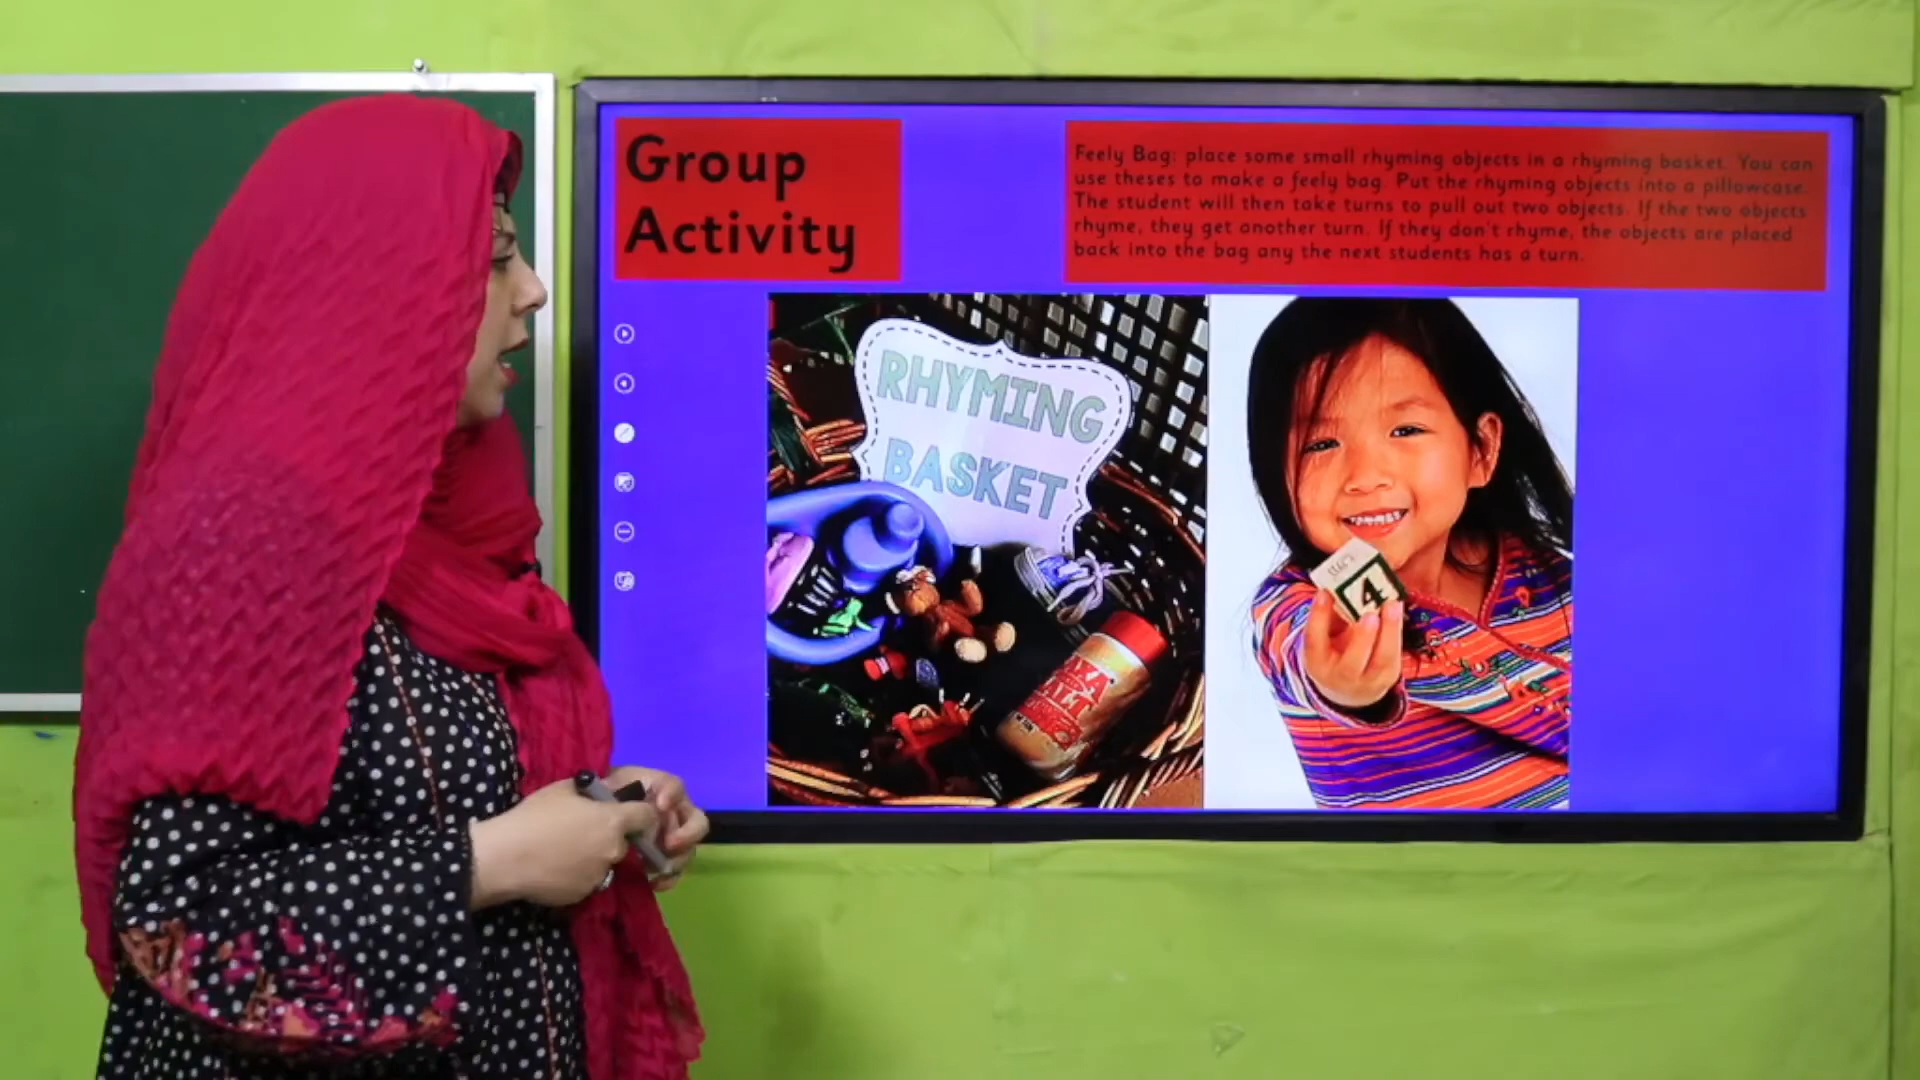 Group
Activity
Feely Bag: place some small rhyming objects in a rhyming basket. You can
use theses to make a feely bag. Put the rhyming objects into a pillowcase.
The student will then take turns to pull out two objects. If the two objects
rhyme, they get another turn. If they don't rhyme, the objects are placed
back into the bag any the next students has a turn.
RHYMING
BASKET
4